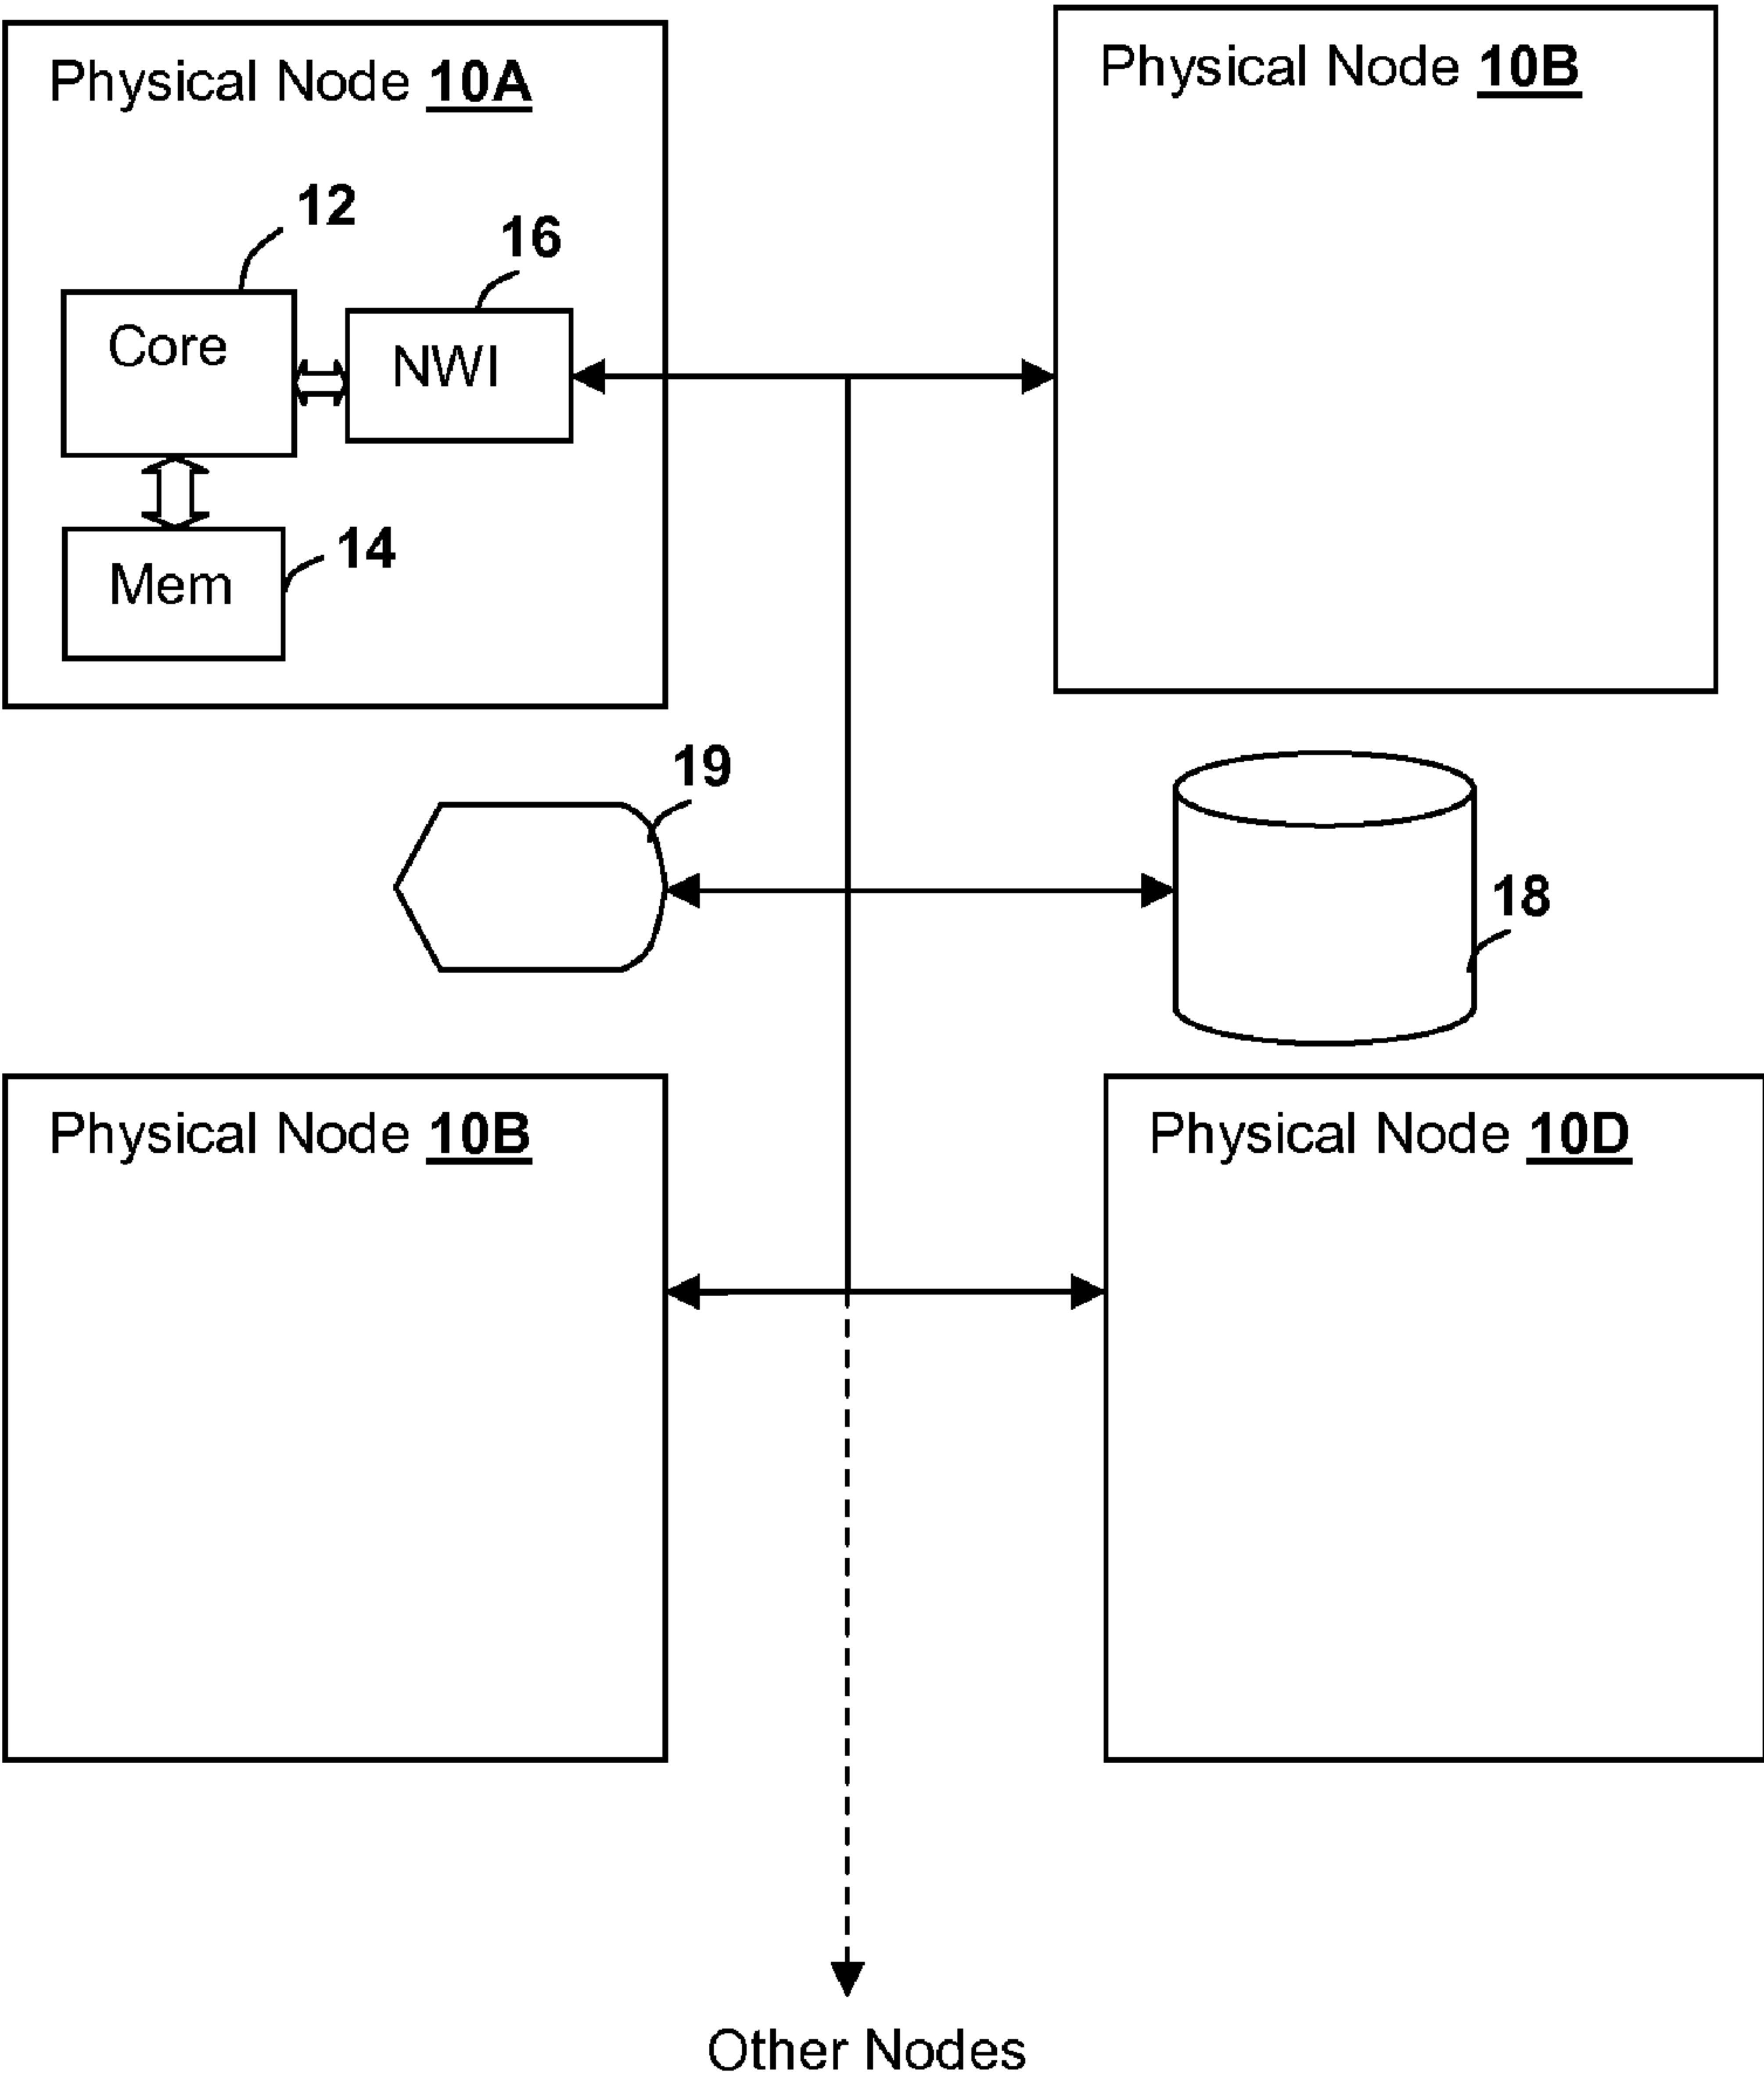 Physical Node 10A
Physical Node 10B
12
16
Core
NWI
14
Mem
19
18
Physical Node 10B
Physical Node 10D
Other Nodes